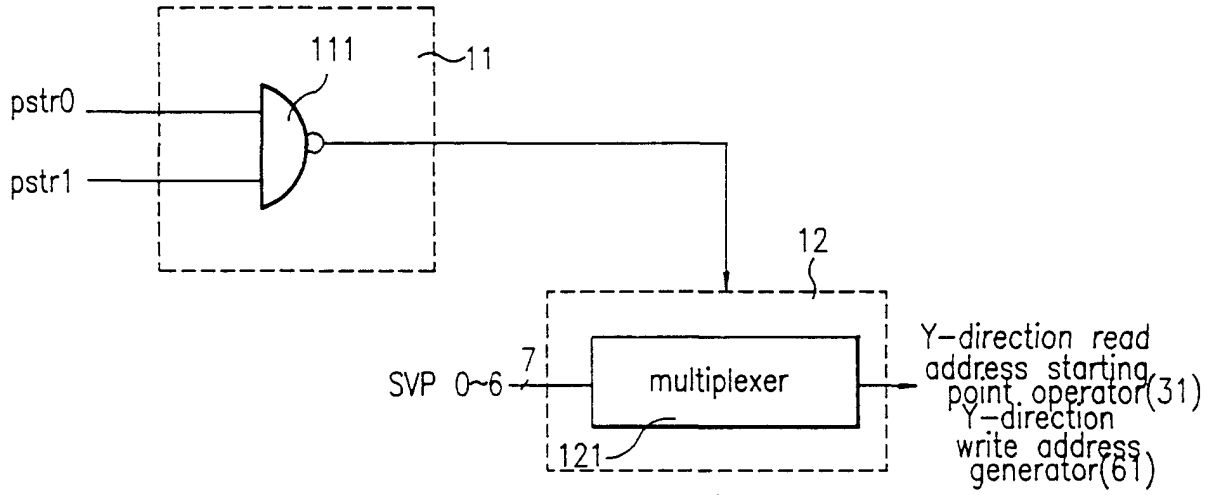 111
11
pstr0
pstr1
12
7
SVP 0~6
multiplexer
121
Y-direction read
address starting
point operator(31)
Y-direction
write address
generator(61)